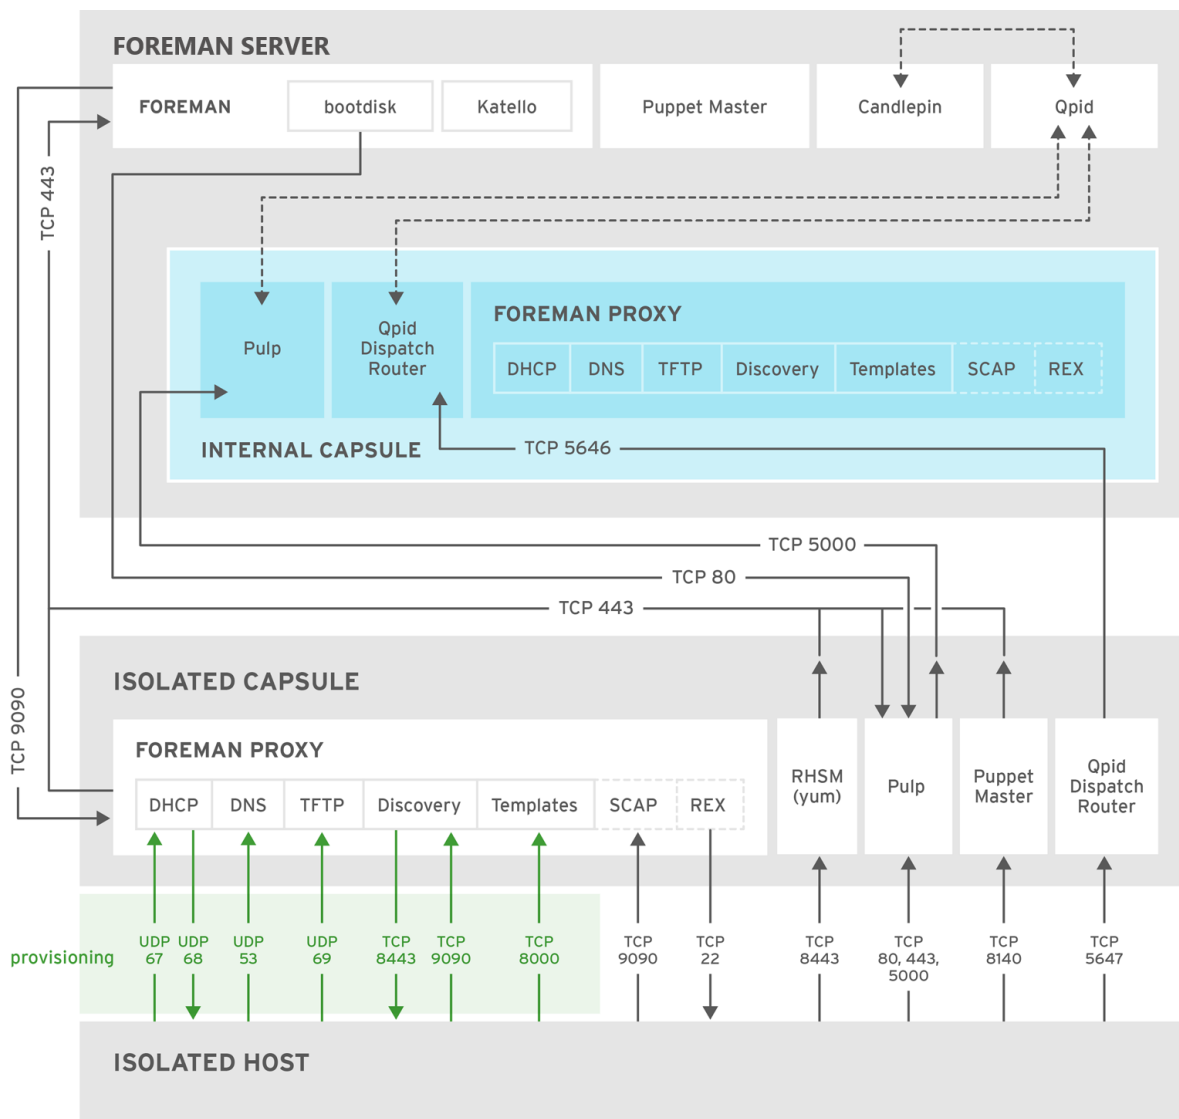 FOREMAN SERVER
FOREMAN
bootdisk
Katello
Puppet Master
Candlepin
Qpid
TCP 443
Pulp
Qpid
Dispatch
Router
FOREMAN PROXY
DHCP
DNS
TFTP
Discovery
Templates
SCAP
REX
INTERNAL CAPSULE
TCP 5646
TCP 5000
TCP 80
TCP 443
TCP 9090
ISOLATED CAPSULE
FOREMAN PROXY
DHCP
DNS
TFTP
Discovery
Templates
SCAP
REX
RHSM
(yum)
Pulp
Puppet
Master
Qpid
Dispatch
Router
provisioning
UDP
67
UDP
68
UDP
53
UDP
69
TCP
8443
TCP
9090
TCP
8000
TCP
9090
TCP
22
TCP
8443
TCP
80, 443,
5000
TCP
8140
TCP
5647
ISOLATED HOST